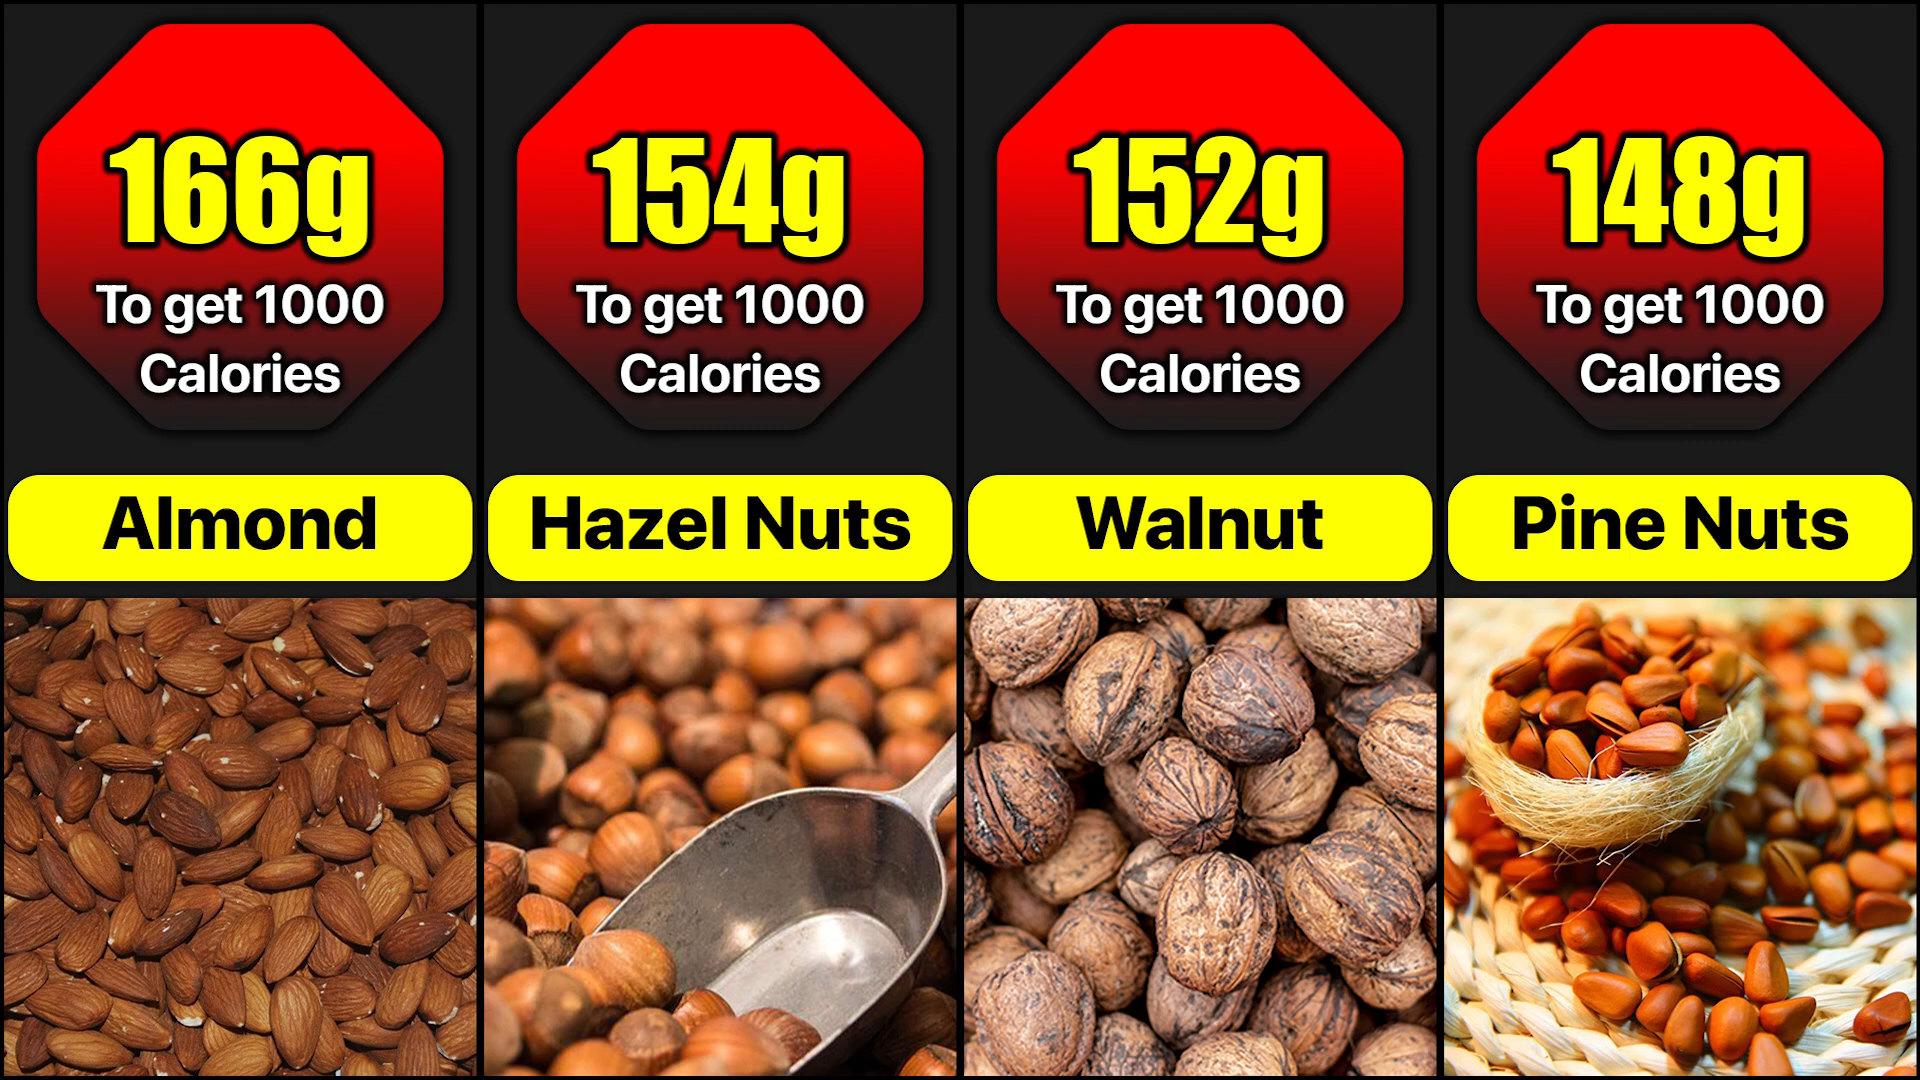 166g
To get 1000
Calories
Almond
154g
To get 1000
Calories
Hazel Nuts
152g
To get 1000
Calories
Walnut
148g
To get 1000
Calories
Pine Nuts